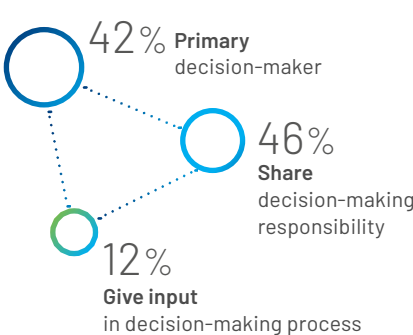 42% Primary
decision-maker
46%
Share
decision-making
responsibility
12%
Give input
in decision-making process